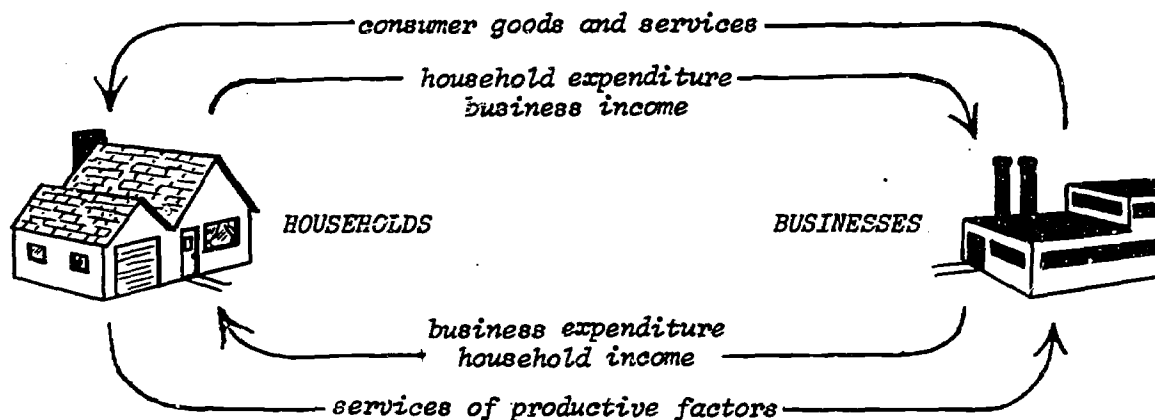 consumer goods and services
household expenditure
business income
HOUSEHOLDS
BUSINESSES
business expenditure
household income
services of productive factors